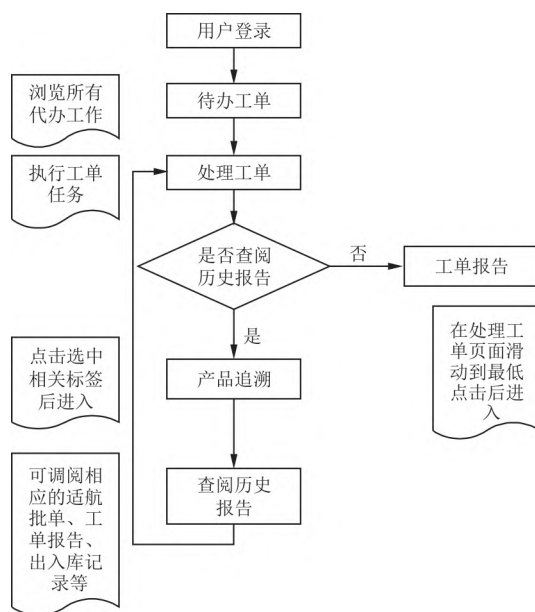 用户登录
浏览所有
代办工作
待办工单
执行工单
任务
处理工单
是否查阅
历史报告
否
工单报告
是
点击选中
相关标签
后进入
产品追溯
在处理工
单页面滑
动到最低
点击后进
入
可调阅相
应的适航
批单、工
单报告、
出入库记
录等
查阅历史
报告